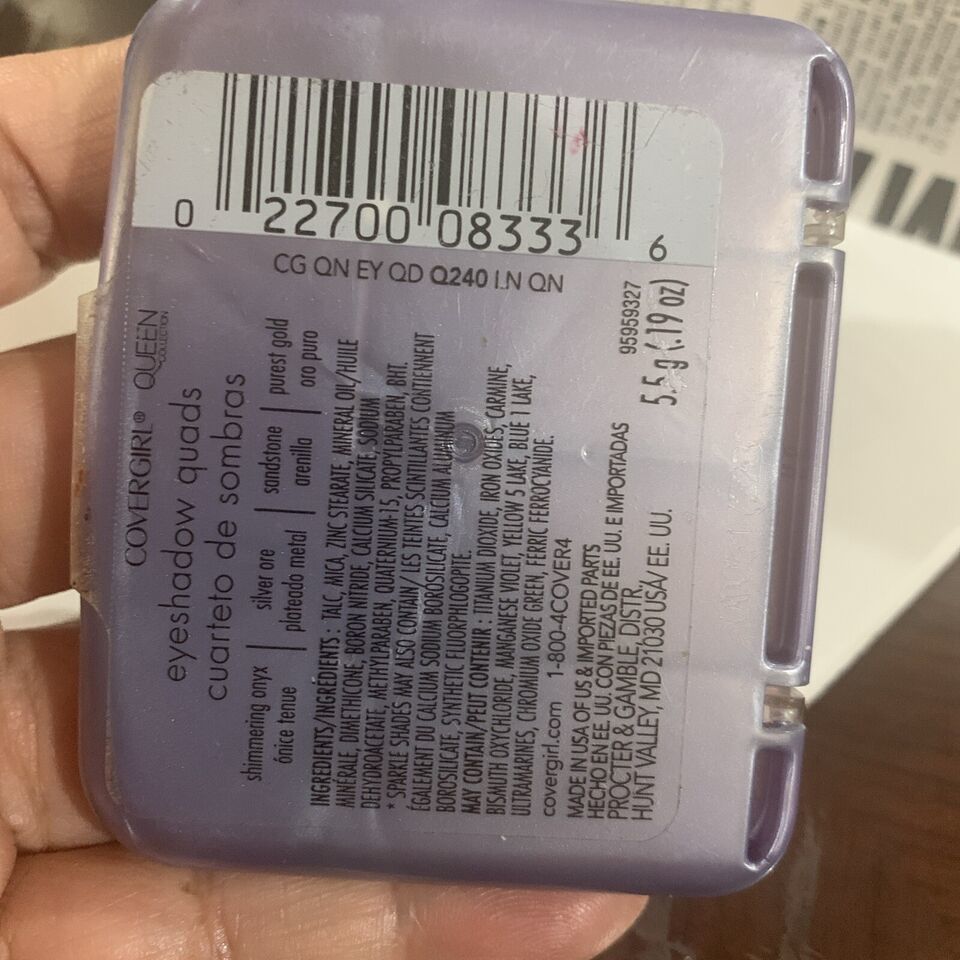 0 22700 08333 6
CG QN EY QD Q240 I.N QN
COVERGIRL® QUEEN
COLLECTION
eyeshadow quads
cuarteto de sombras
shimmering onyx | silver ore | sandstone | purest gold
ónice tenue | plateado metal | arenilla | oro puro
INGREDIENTS/INGRÉDIENTS : TALC, MICA, ZINC STEARATE, MINERAL OIL/HUILE
MINERALE, DIMETHICONE, BORON NITRIDE, CALCIUM SILICATE, SODIUM
DEHYDROACETATE, METHYLPARABEN, QUATERNIUM-15, PROPYLPARABEN, BHT.
* SPARKLE SHADES MAY ALSO CONTAIN/ LES TEINTES SCINTILLANTES CONTIENNENT
ÉGALEMENT DU CALCIUM SODIUM BOROSILICATE, CALCIUM ALUMINUM
BOROSILICATE, SYNTHETIC FLUORPHLOGOPITE.
MAY CONTAIN/PEUT CONTENIR : TITANIUM DIOXIDE, IRON OXIDES, CARMINE,
BISMUTH OXYCHLORIDE, MANGANESE VIOLET, YELLOW 5 LAKE, BLUE 1 LAKE,
ULTRAMARINES, CHROMIUM OXIDE GREEN, FERRIC FERROCYANIDE.
covergirl.com 1-800-4COVER4
MADE IN USA OF US & IMPORTED PARTS
HECHO EN EE. UU. CON PIEZAS DE EE. UU. E IMPORTADAS
PROCTER & GAMBLE, DISTR.
HUNT VALLEY, MD 21030 USA/ EE. UU.
95959327
5.5 g (.19 oz)